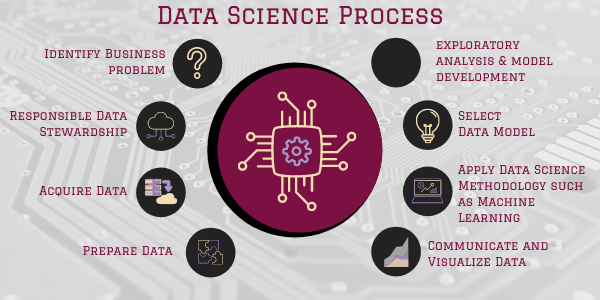 Data Science Process
Identify Business
problem
Responsible Data
Stewardship
Acquire Data
Prepare Data
exploratory
analysis & model
development
Select
Data Model
Apply Data Science
Methodology such
as Machine
Learning
Communicate and
Visualize Data